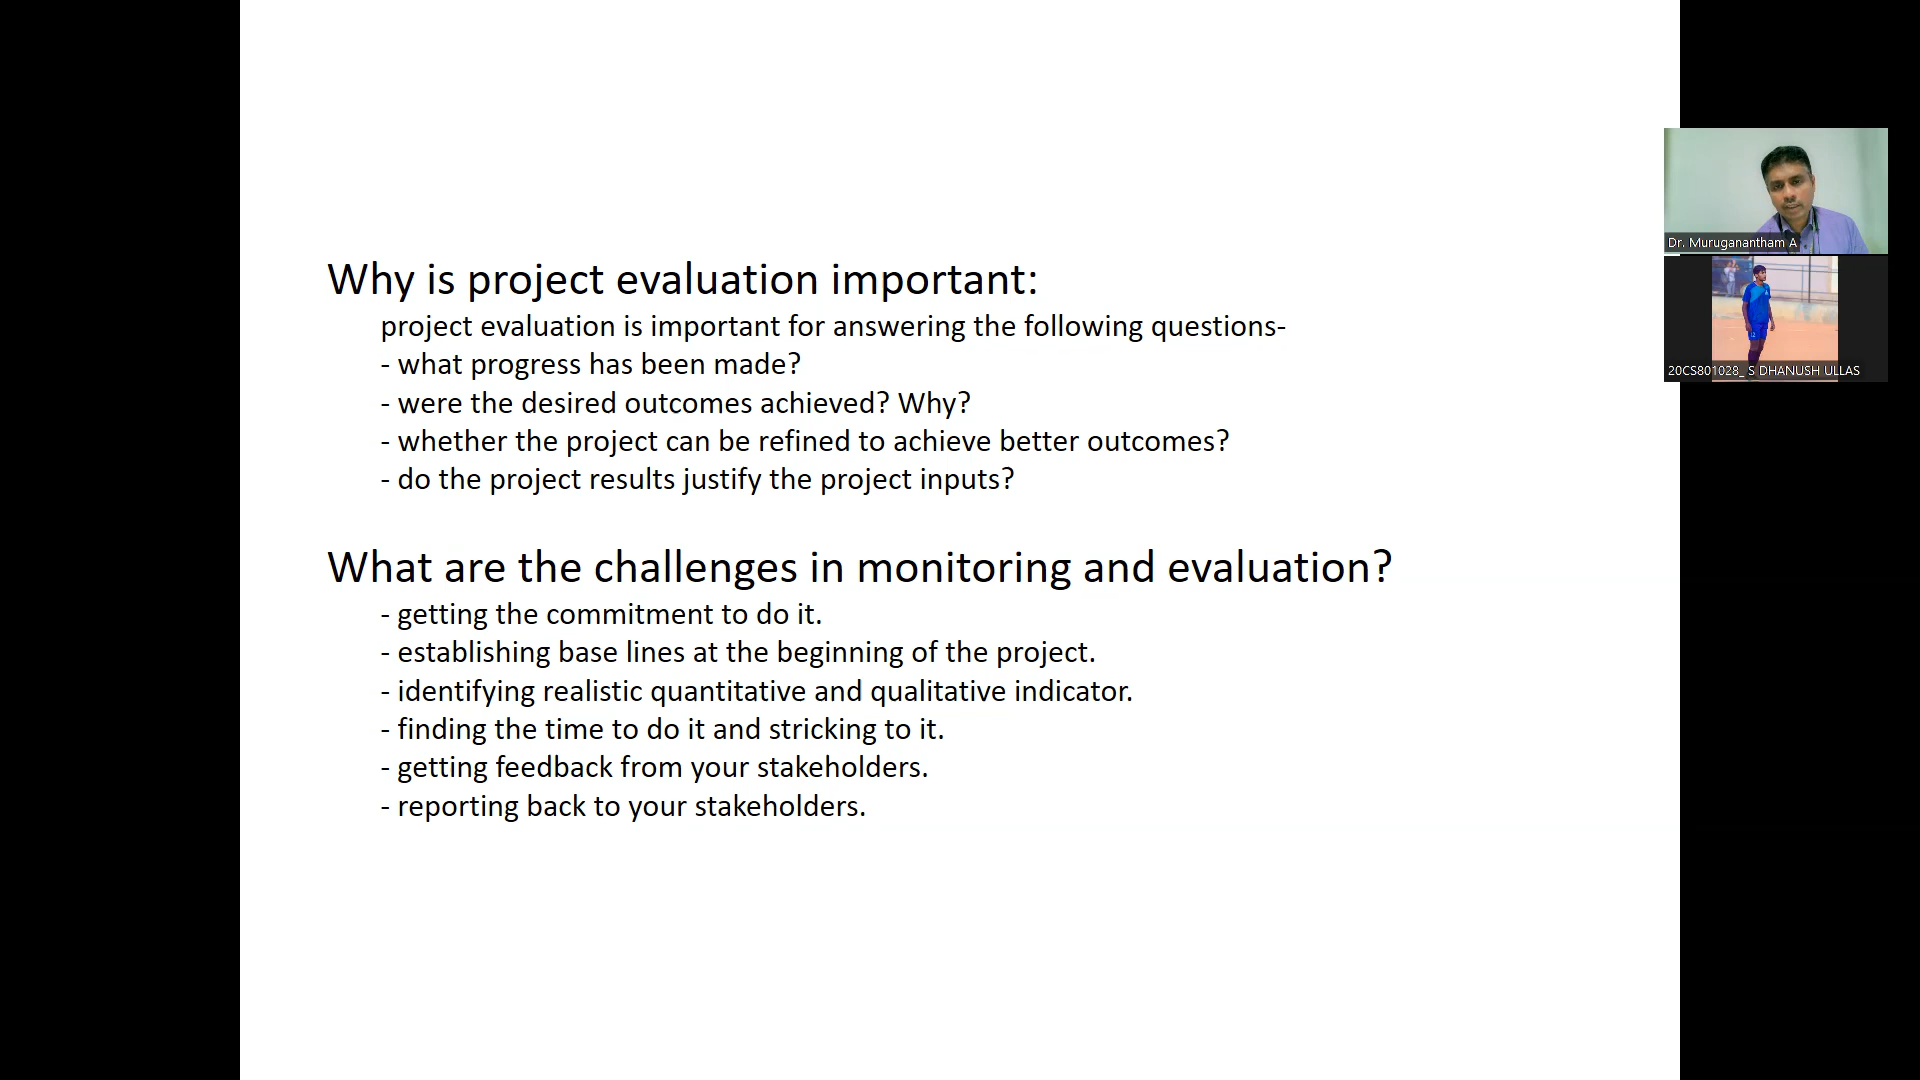 Why is project evaluation important:
project evaluation is important for answering the following questions-
- what progress has been made?
- were the desired outcomes achieved? Why?
- whether the project can be refined to achieve better outcomes?
- do the project results justify the project inputs?
What are the challenges in monitoring and evaluation?
- getting the commitment to do it.
- establishing base lines at the beginning of the project.
- identifying realistic quantitative and qualitative indicator.
- finding the time to do it and stricking to it.
- getting feedback from your stakeholders.
- reporting back to your stakeholders.
Dr. Muruganantham A
20CS801028_ S DHANUSH ULLAS